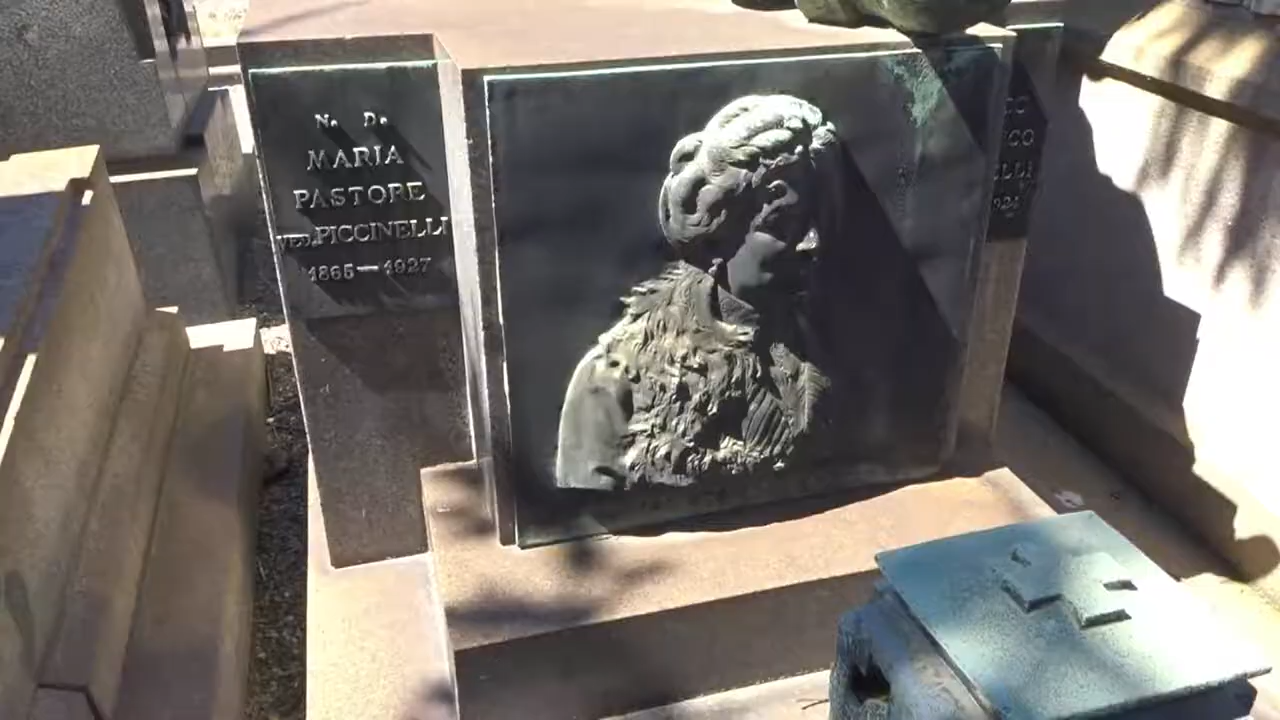 N. D.
MARIA
PASTORE
VED. PICCINELLI
1865—1927